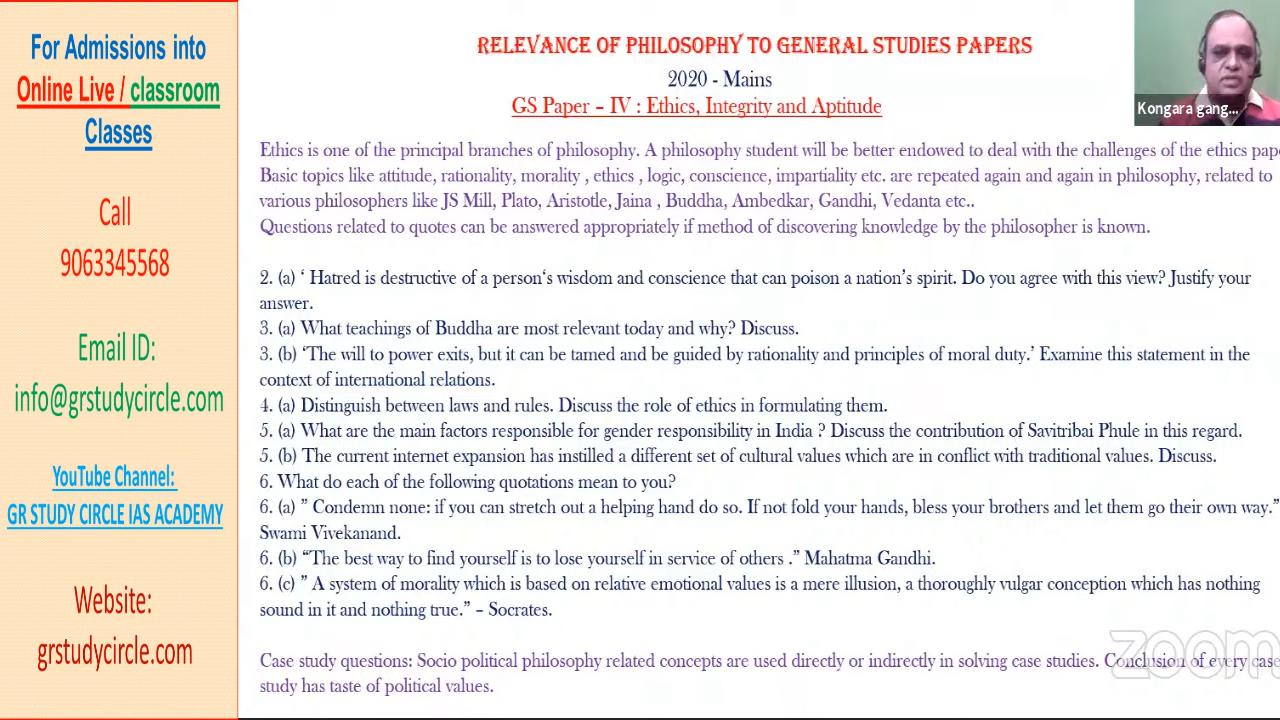 For Admissions into
Online Live / classroom
Classes
Call
9063345568
Email ID:
info@grstudycircle.com
YouTube Channel:
GR STUDY CIRCLE IAS ACADEMY
Website:
grstudycircle.com
RELEVANCE OF PHILOSOPHY TO GENERAL STUDIES PAPERS
2020 - Mains
GS Paper – IV : Ethics, Integrity and Aptitude
Kongara gang...
Ethics is one of the principal branches of philosophy. A philosophy student will be better endowed to deal with the challenges of the ethics pape
Basic topics like attitude, rationality, morality , ethics , logic, conscience, impartiality etc. are repeated again and again in philosophy, related to
various philosophers like JS Mill, Plato, Aristotle, Jaina , Buddha, Ambedkar, Gandhi, Vedanta etc..
Questions related to quotes can be answered appropriately if method of discovering knowledge by the philosopher is known.
2. (a) ‘ Hatred is destructive of a person‘s wisdom and conscience that can poison a nation’s spirit. Do you agree with this view? Justify your
answer.
3. (a) What teachings of Buddha are most relevant today and why? Discuss.
3. (b) ‘The will to power exits, but it can be tamed and be guided by rationality and principles of moral duty.’ Examine this statement in the
context of international relations.
4. (a) Distinguish between laws and rules. Discuss the role of ethics in formulating them.
5. (a) What are the main factors responsible for gender responsibility in India ? Discuss the contribution of Savitribai Phule in this regard.
5. (b) The current internet expansion has instilled a different set of cultural values which are in conflict with traditional values. Discuss.
6. What do each of the following quotations mean to you?
6. (a) ” Condemn none: if you can stretch out a helping hand do so. If not fold your hands, bless your brothers and let them go their own way.”
Swami Vivekanand.
6. (b) “The best way to find yourself is to lose yourself in service of others .” Mahatma Gandhi.
6. (c) ” A system of morality which is based on relative emotional values is a mere illusion, a thoroughly vulgar conception which has nothing
sound in it and nothing true.” – Socrates.
Case study questions: Socio political philosophy related concepts are used directly or indirectly in solving case studies. Conclusion of every case
study has taste of political values.
zoom